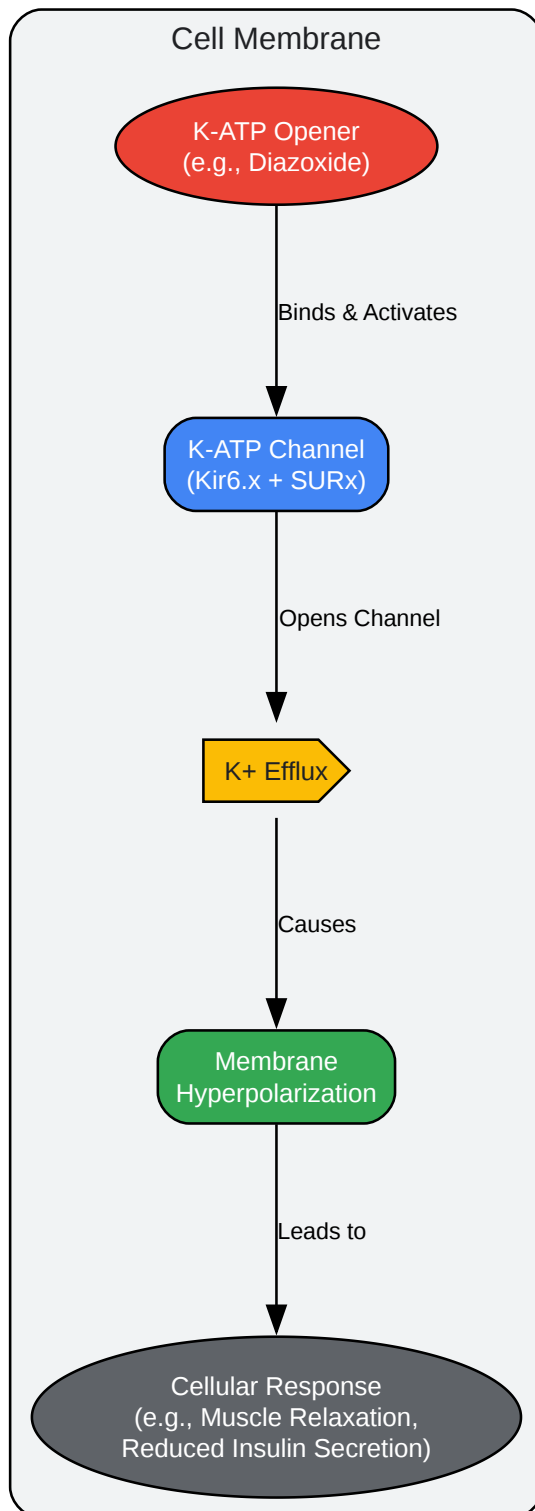 Cell Membrane
K-ATP Opener
(e.g., Diazoxide)
Binds & Activates
K-ATP Channel
(Kir6.x + SURx)
Opens Channel
K+ Efflux
Causes
Membrane
Hyperpolarization
Leads to
Cellular Response
(e.g., Muscle Relaxation,
Reduced Insulin Secretion)